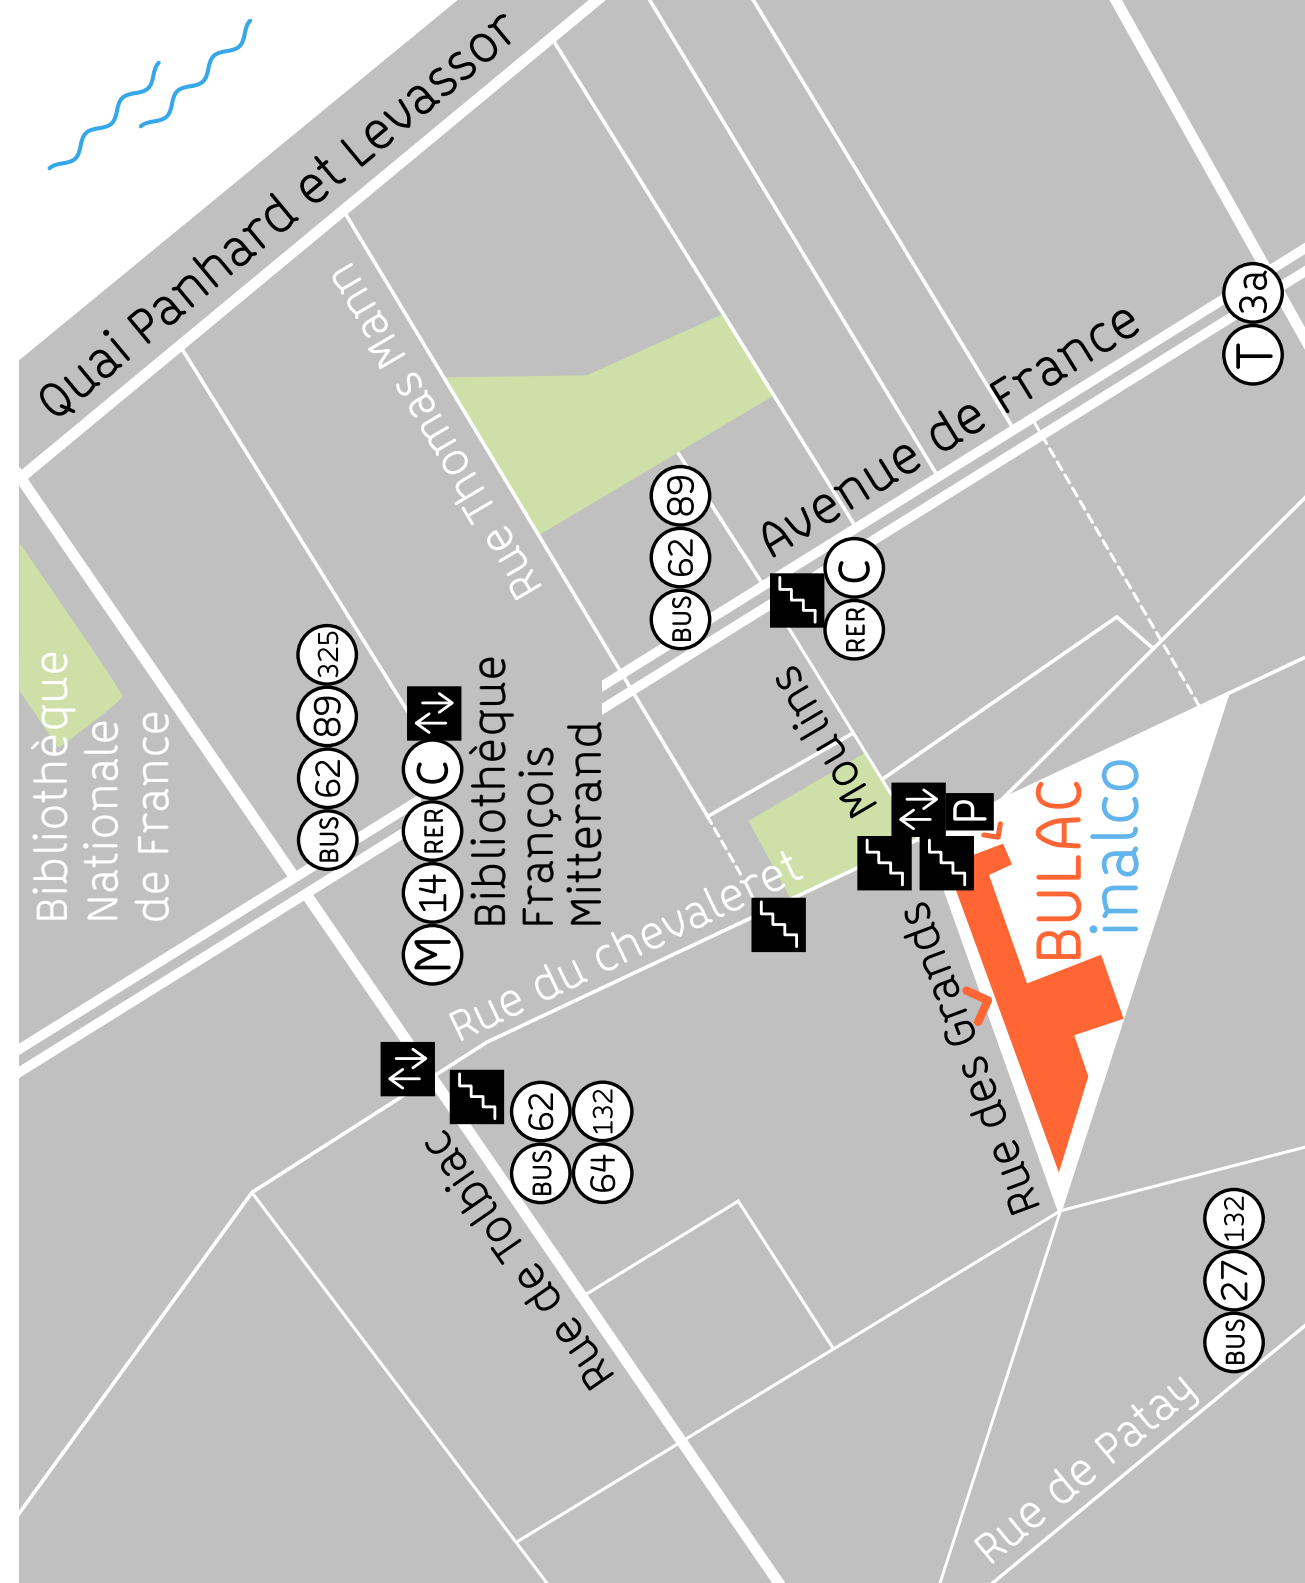 Quai Panhard et Levassor
Rue Thomas Mann
Avenue de France
T 3a
Bibliothèque
Nationale
de France
BUS 62 89 325
BUS 62 89
RER C
M 14 RER C
Bibliothèque
François
Mitterand
Rue du chevaleret
Rue des Grands
Moulins
P
BULAC
inalco
Rue de Tolbiac
BUS 62
64 132
BUS 27 132
Rue de Patay